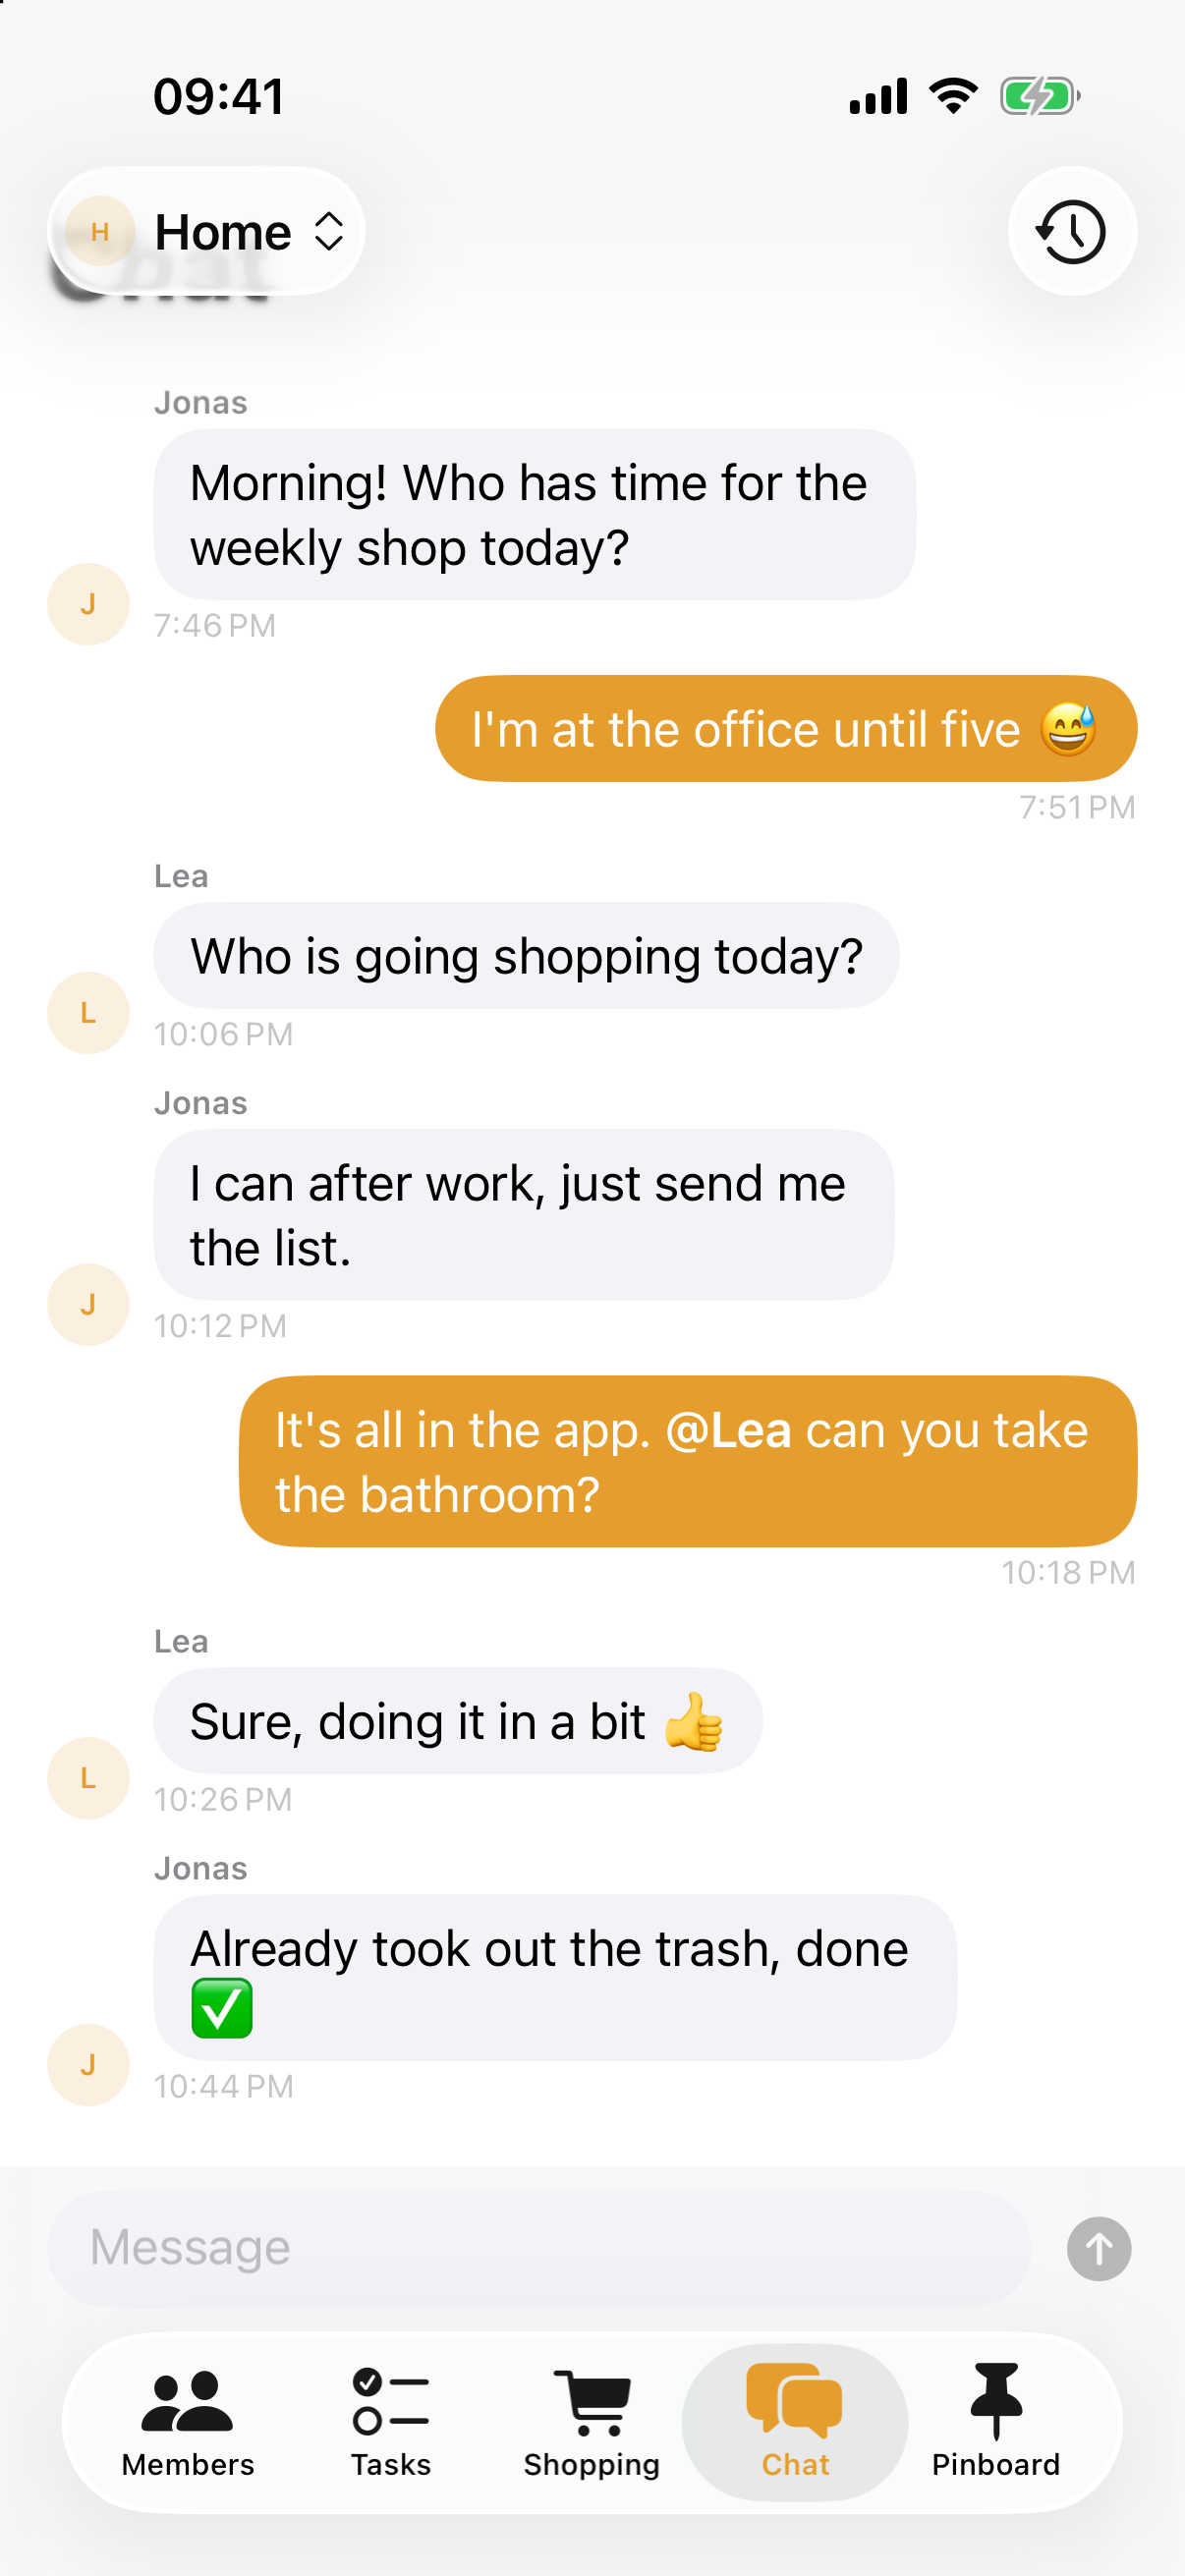 09:41
H Home
Chat
Jonas
Morning! Who has time for the
weekly shop today?
J
7:46 PM
I'm at the office until five 😅
7:51 PM
Lea
Who is going shopping today?
L
10:06 PM
Jonas
I can after work, just send me
the list.
J
10:12 PM
It's all in the app. @Lea can you take
the bathroom?
10:18 PM
Lea
Sure, doing it in a bit 👍
L
10:26 PM
Jonas
Already took out the trash, done
✅
J
10:44 PM
Message
Members Tasks Shopping Chat Pinboard